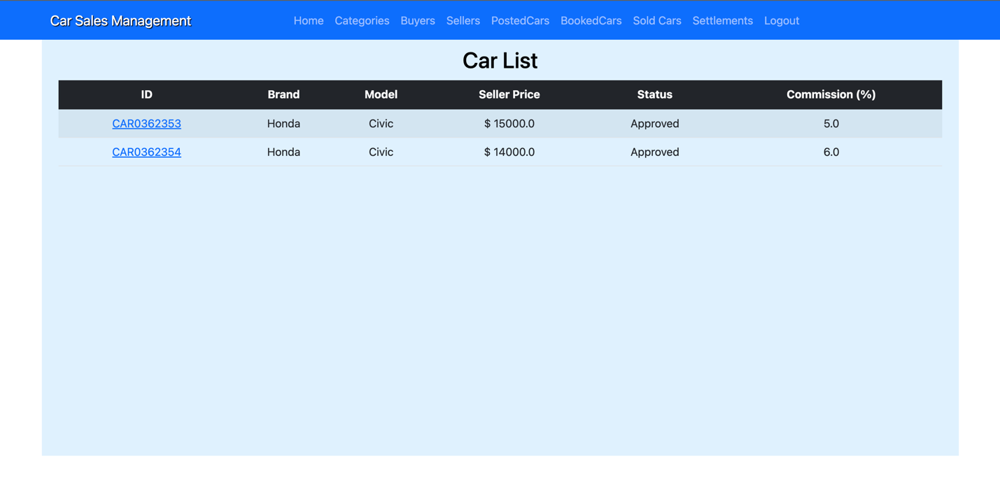 Car Sales Management Home Categories Buyers Sellers PostedCars BookedCars Sold Cars Settlements Logout
Car List
ID Brand Model Seller Price Status Commission (%)
CAR0362353 Honda Civic $ 15000.0 Approved 5.0
CAR0362354 Honda Civic $ 14000.0 Approved 6.0